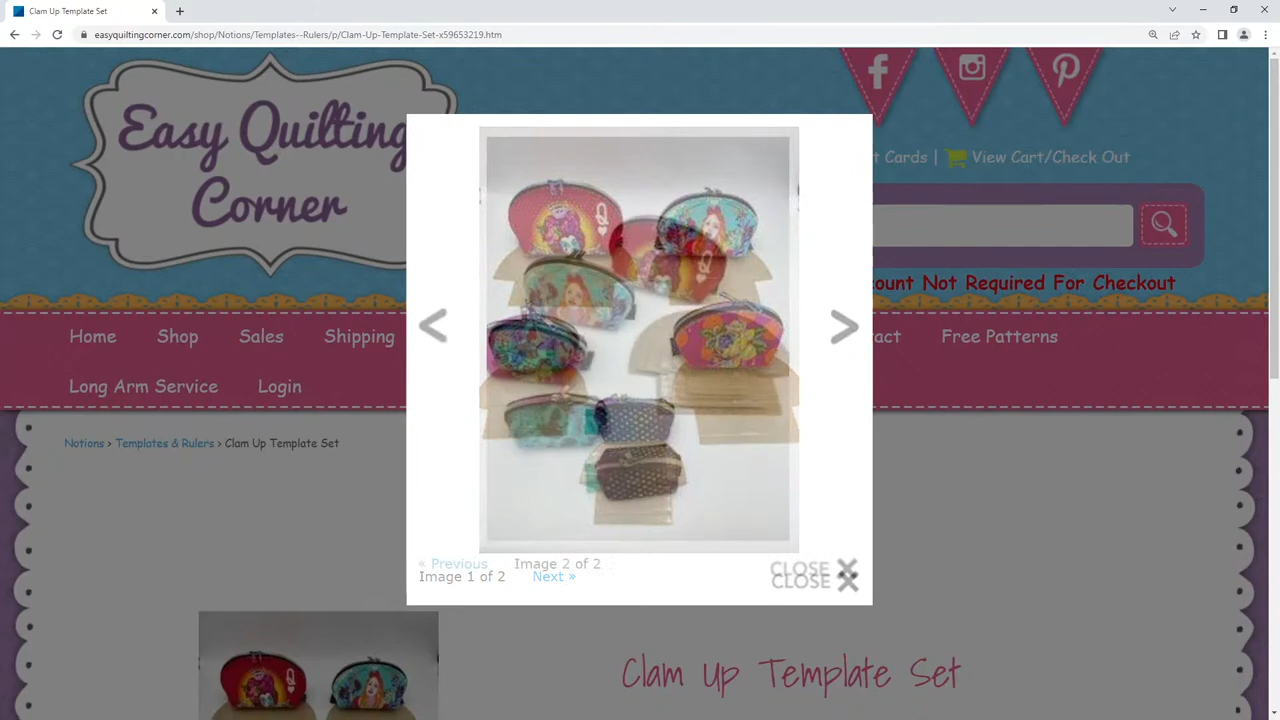 Clam Up Template Set
easyquiltingcorner.com/shop/Notions/Templates--Rulers/p/Clam-Up-Template-Set-x59653219.htm
Easy Quilting
Corner
t Cards | View Cart/Check Out
ount Not Required For Checkout
Home Shop Sales Shipping act Free Patterns
Long Arm Service Login
Notions > Templates & Rulers > Clam Up Template Set
Q
Q
« Previous Image 2 of 2 CLOSE
Image 1 of 2 Next » CLOSE
Q
Clam Up Template Set